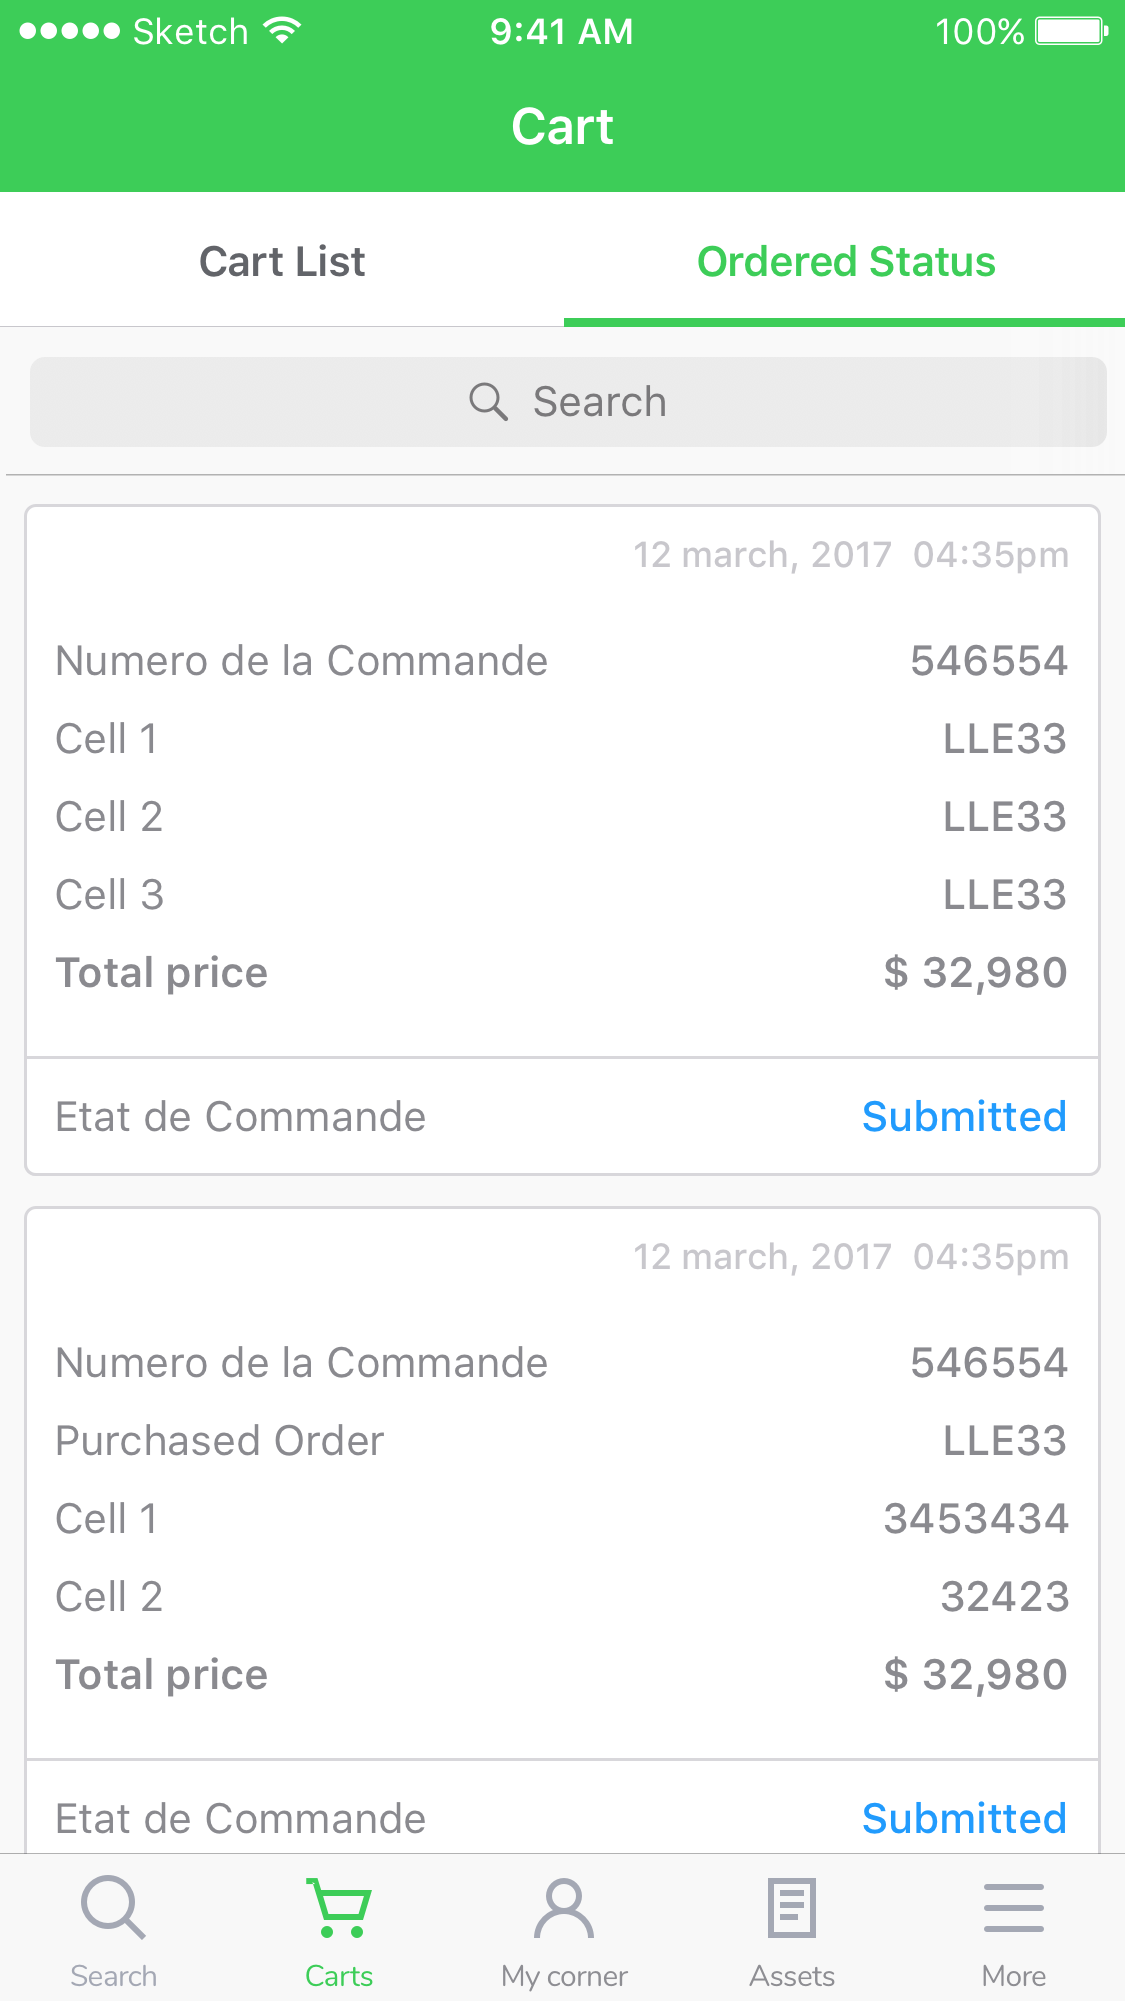 Sketch 9:41 AM 100%
Cart
Cart List Ordered Status
Search
12 march, 2017 04:35pm
Numero de la Commande 546554
Cell 1 LLE33
Cell 2 LLE33
Cell 3 LLE33
Total price $ 32,980
Etat de Commande Submitted
12 march, 2017 04:35pm
Numero de la Commande 546554
Purchased Order LLE33
Cell 1 3453434
Cell 2 32423
Total price $ 32,980
Etat de Commande Submitted
Search Carts My corner Assets More